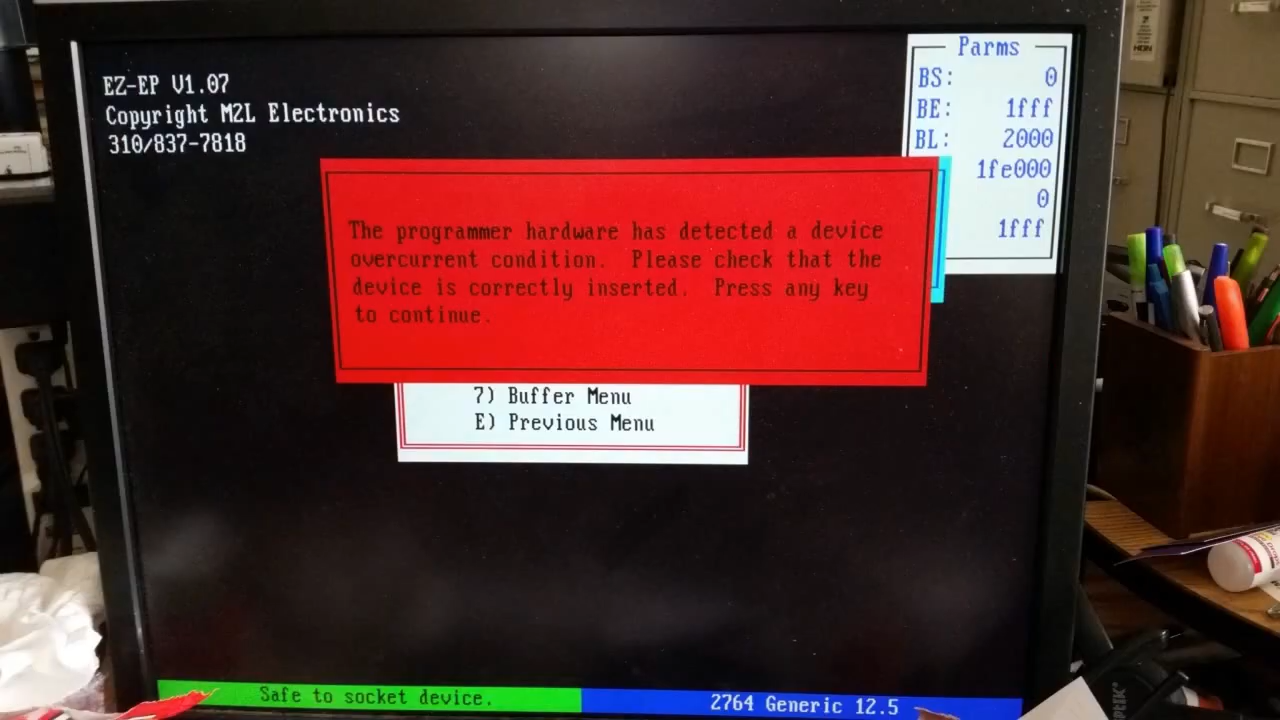 EZ-EP V1.07
Copyright M2L Electronics
310/837-7818
Parms
BS: 0
BE: 1fff
BL: 2000
1fe000
0
1fff
The programmer hardware has detected a device
overcurrent condition. Please check that the
device is correctly inserted. Press any key
to continue.
7) Buffer Menu
E) Previous Menu
Safe to socket device.
2764 Generic 12.5